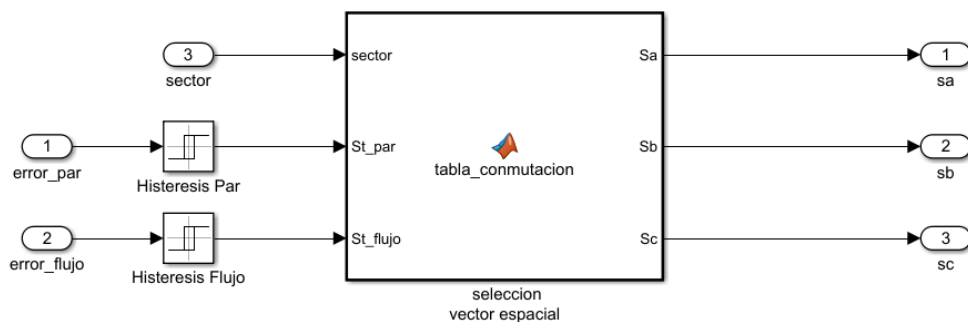 3
sector
1
error_par
Histeresis Par
2
error_flujo
Histeresis Flujo
sector
St_par
St_flujo
tabla_conmutacion
Sa
Sb
Sc
seleccion
vector espacial
1
sa
2
sb
3
sc